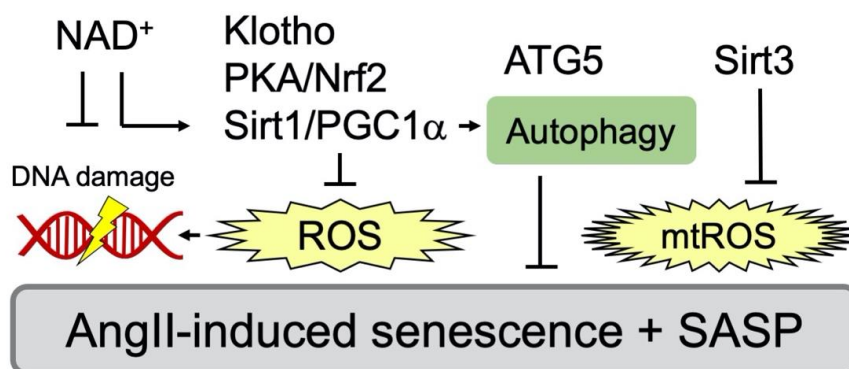 NAD⁺
Klotho
PKA/Nrf2
Sirt1/PGC1α
ATG5
Autophagy
Sirt3
DNA damage
ROS
mtROS
AngII-induced senescence + SASP